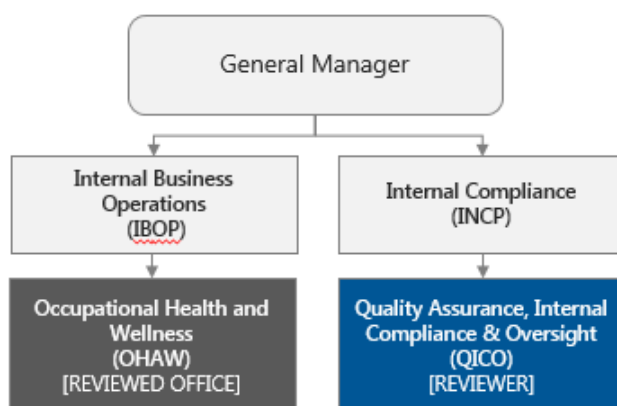 General Manager
Internal Business
Operations
(IBOP)
Internal Compliance
(INCP)
Occupational Health and
Wellness
(OHAW)
[REVIEWED OFFICE]
Quality Assurance, Internal
Compliance & Oversight
(QICO)
[REVIEWER]